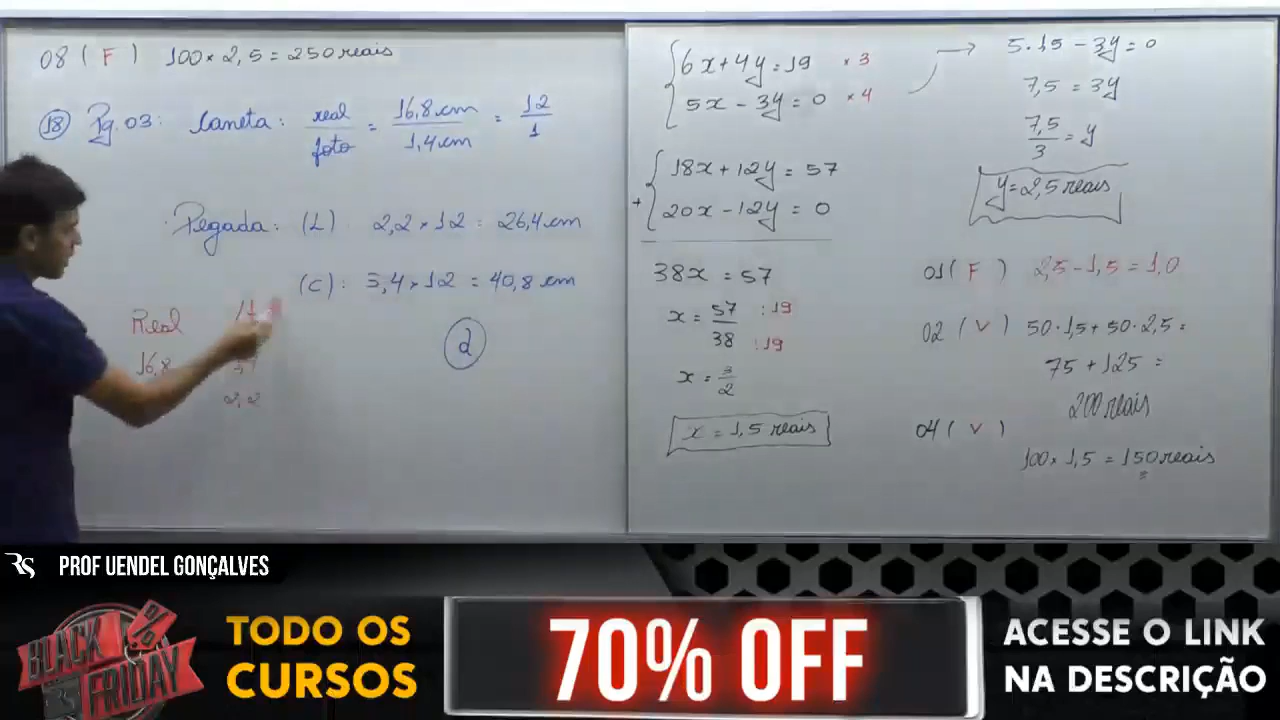 08 ( F ) 100 × 2,5 = 250 reais
18 Pg. 03: Caneta: real/foto = 16,8 cm/1,4 cm = 12/1
Pegada: (L) 2,2 × 12 = 26,4 cm
(C): 3,4 × 12 = 40,8 cm
Real
16,8
2,2
2
6x + 4y = 19 × 3
5x - 3y = 0 × 4
18x + 12y = 57
+
20x - 12y = 0
38x = 57
x = 57/38 :19 :19
x = 3/2
x = 1,5 reais
5 . 1,5 - 3y = 0
7,5 = 3y
7,5/3 = y
y = 2,5 reais
01 ( F ) 2,5 - 1,5 = 1,0
02 ( V ) 50 . 1,5 + 50 . 2,5 =
75 + 125 =
200 reais
04 ( V )
100 × 1,5 = 150 reais
RS PROF UENDEL GONÇALVES
BLACK FRIDAY
TODO OS
CURSOS
70% OFF
ACESSE O LINK
NA DESCRIÇÃO